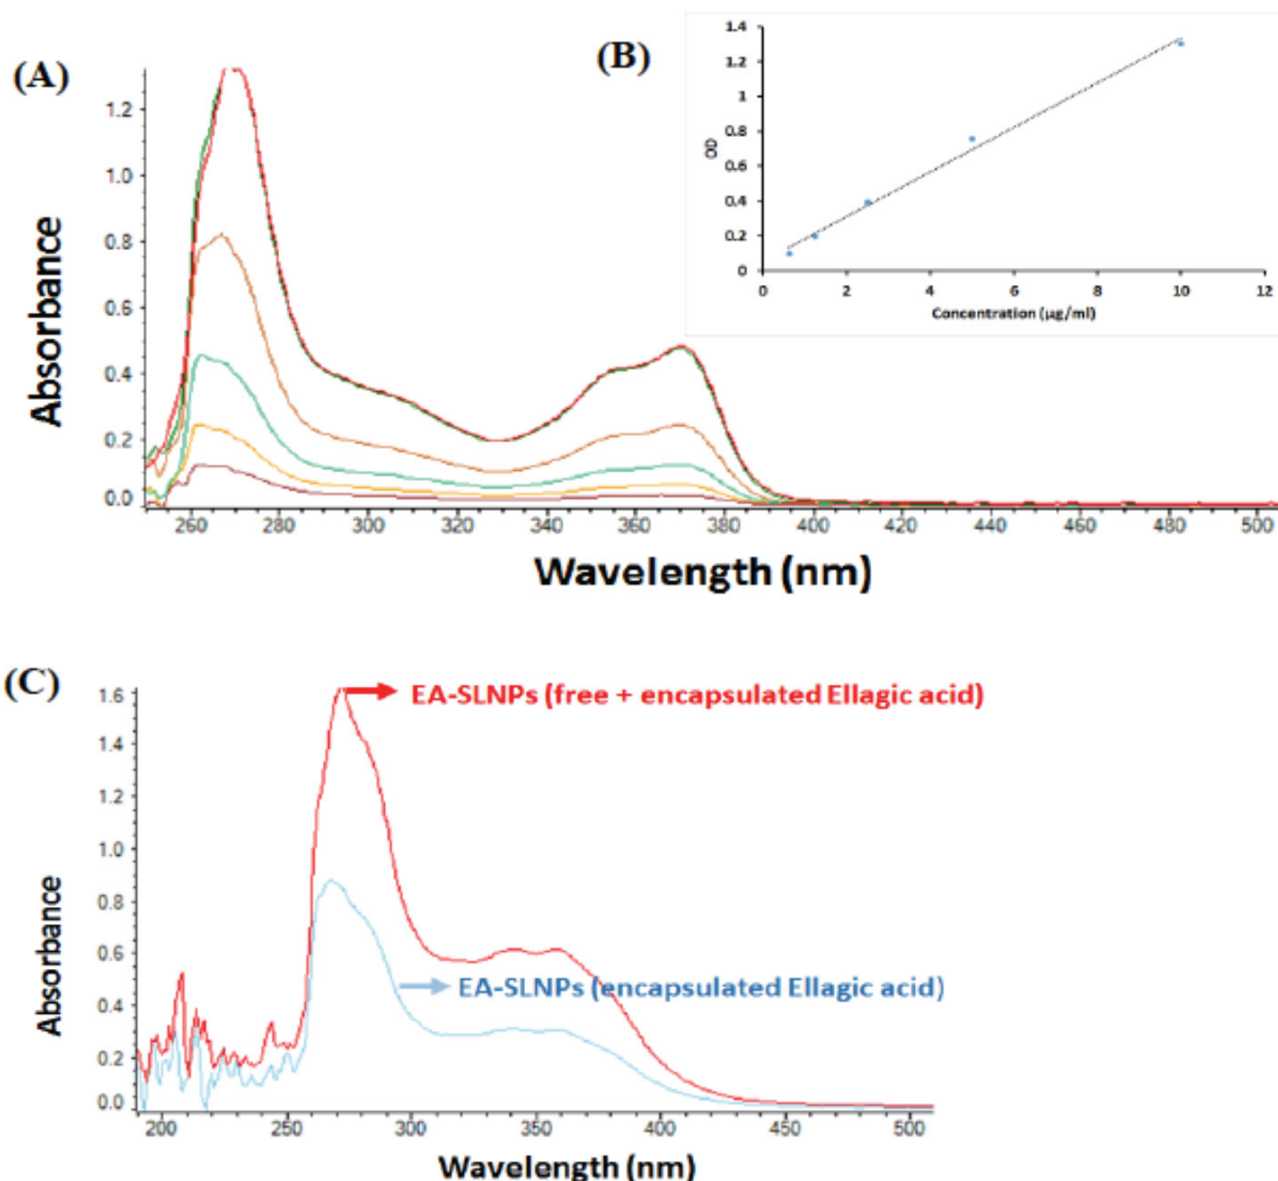 (A)
Absorbance
1.2
1.0
0.8
0.6
0.4
0.2
0.0
260 280 300 320 340 360 380 400 420 440 460 480 500
Wavelength (nm)
(B)
OD
1.4
1.2
1
0.8
0.6
0.4
0.2
0
0 2 4 6 8 10 12
Concentration (µg/ml)
(C)
Absorbance
1.6
1.4
1.2
1.0
0.8
0.6
0.4
0.2
0.0
EA-SLNPs (free + encapsulated Ellagic acid)
EA-SLNPs (encapsulated Ellagic acid)
200 250 300 350 400 450 500
Wavelength (nm)